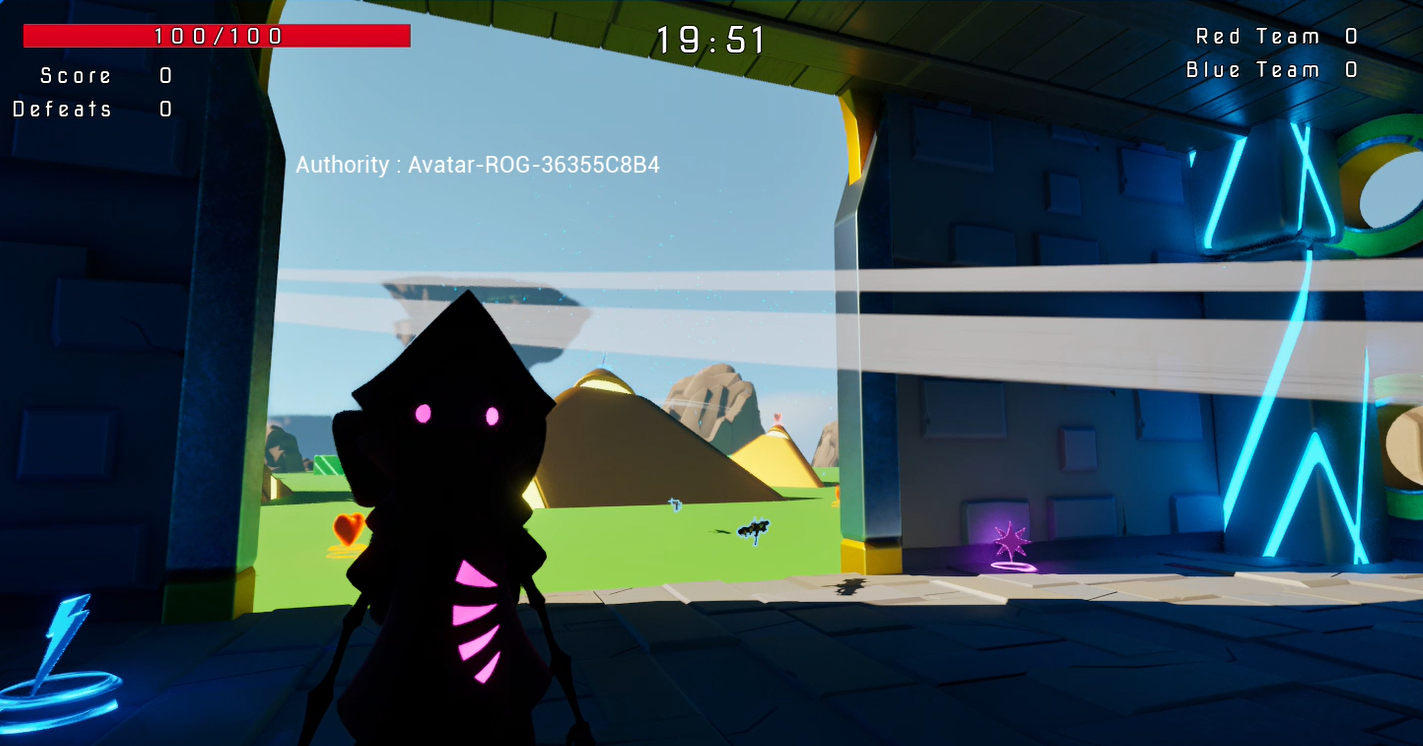 100/100
19:51
Red Team 0
Score 0
Blue Team 0
Defeats 0
Authority : Avatar-ROG-36355C8B4